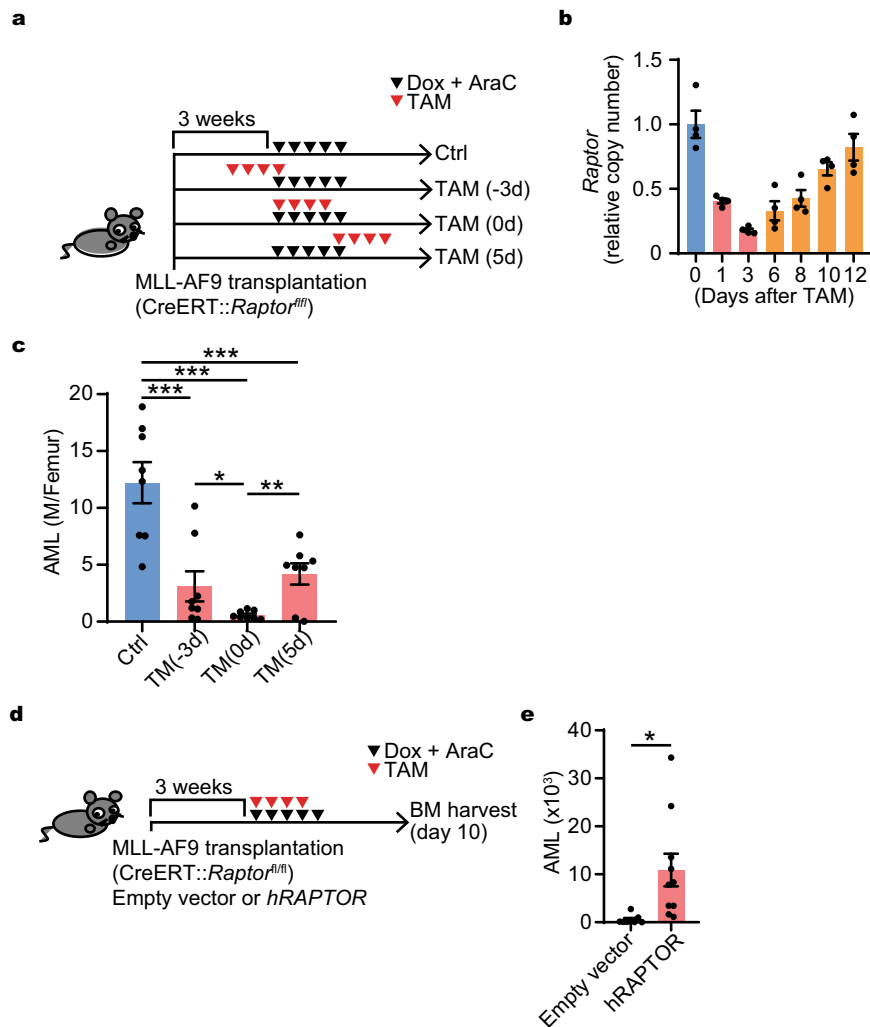 a
Dox + AraC
TAM
3 weeks
Ctrl
TAM (-3d)
TAM (0d)
TAM (5d)
MLL-AF9 transplantation
(CreERT::Raptorfl/fl)
b
Raptor
(relative copy number)
1.5
1.0
0.5
0
0 1 3 6 8 10 12
(Days after TAM)
c
***
***
***
*
**
AML (M/Femur)
20
15
10
5
0
Ctrl
TM(-3d)
TM(0d)
TM(5d)
d
Dox + AraC
TAM
3 weeks
BM harvest
(day 10)
MLL-AF9 transplantation
(CreERT::Raptorfl/fl)
Empty vector or hRAPTOR
e
*
AML (x10³)
40
30
20
10
0
Empty vector
hRAPTOR